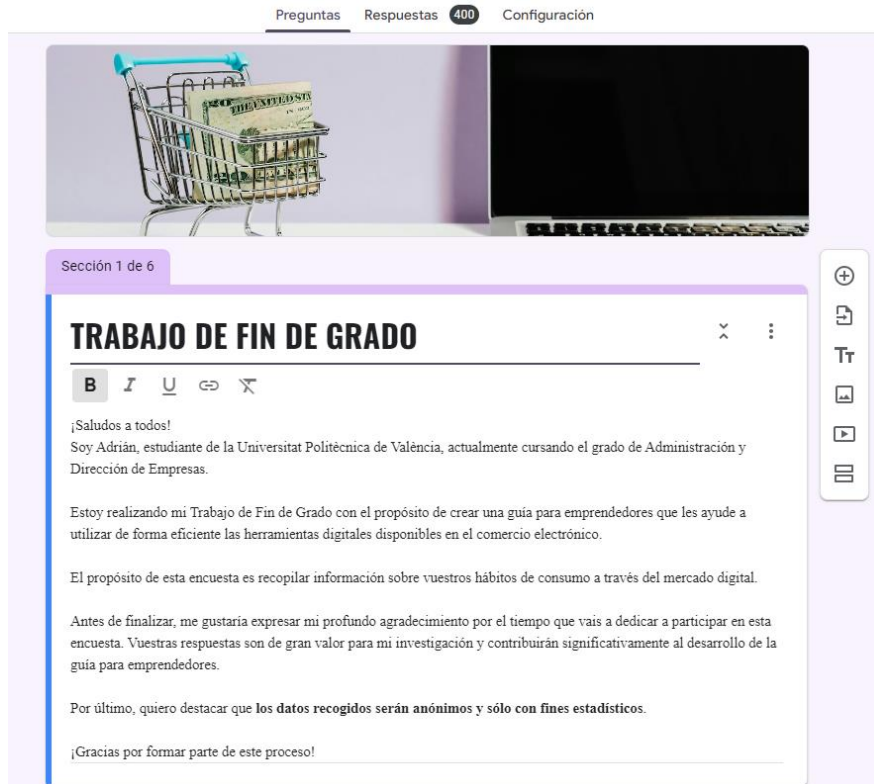 Preguntas Respuestas 400 Configuración
THE UNITED STA
Sección 1 de 6
TRABAJO DE FIN DE GRADO
B I U
¡Saludos a todos!
Soy Adrián, estudiante de la Universitat Politècnica de València, actualmente cursando el grado de Administración y
Dirección de Empresas.
Estoy realizando mi Trabajo de Fin de Grado con el propósito de crear una guía para emprendedores que les ayude a
utilizar de forma eficiente las herramientas digitales disponibles en el comercio electrónico.
El propósito de esta encuesta es recopilar información sobre vuestros hábitos de consumo a través del mercado digital.
Antes de finalizar, me gustaría expresar mi profundo agradecimiento por el tiempo que vais a dedicar a participar en esta
encuesta. Vuestras respuestas son de gran valor para mi investigación y contribuirán significativamente al desarrollo de la
guía para emprendedores.
Por último, quiero destacar que los datos recogidos serán anónimos y sólo con fines estadísticos.
¡Gracias por formar parte de este proceso!
Tт